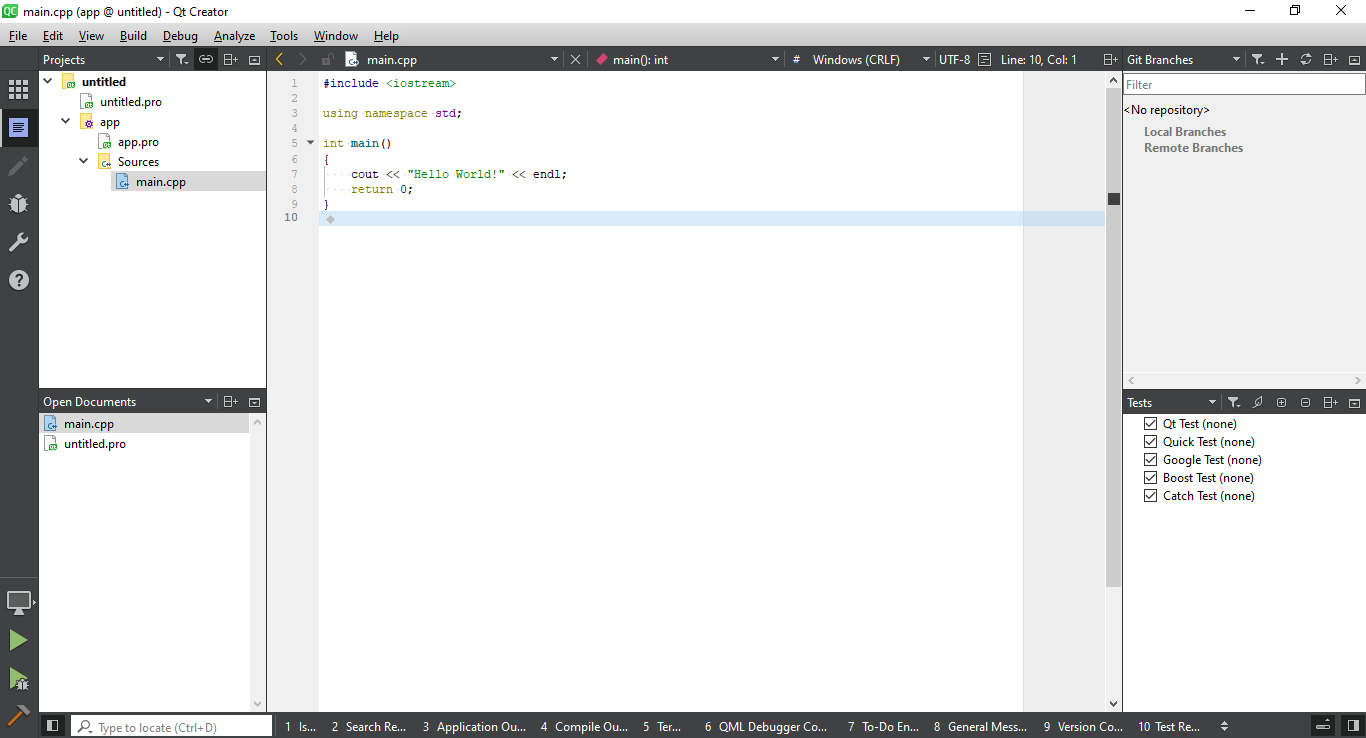 main.cpp (app @ untitled) - Qt Creator
File Edit View Build Debug Analyze Tools Window Help
Projects
main.cpp
main(): int
# Windows (CRLF)
UTF-8
Line: 10, Col: 1
Git Branches
untitled
untitled.pro
app
app.pro
Sources
main.cpp
1 #include <iostream>
2
3 using namespace std;
4
5 int main()
6 {
7 cout << "Hello World!" << endl;
8 return 0;
9 }
10
Filter
<No repository>
Local Branches
Remote Branches
Open Documents
main.cpp
untitled.pro
Tests
Qt Test (none)
Quick Test (none)
Google Test (none)
Boost Test (none)
Catch Test (none)
Type to locate (Ctrl+D)
1 Is... 2 Search Re... 3 Application Ou... 4 Compile Ou... 5 Ter... 6 QML Debugger Co... 7 To-Do En... 8 General Mess... 9 Version Co... 10 Test Re...